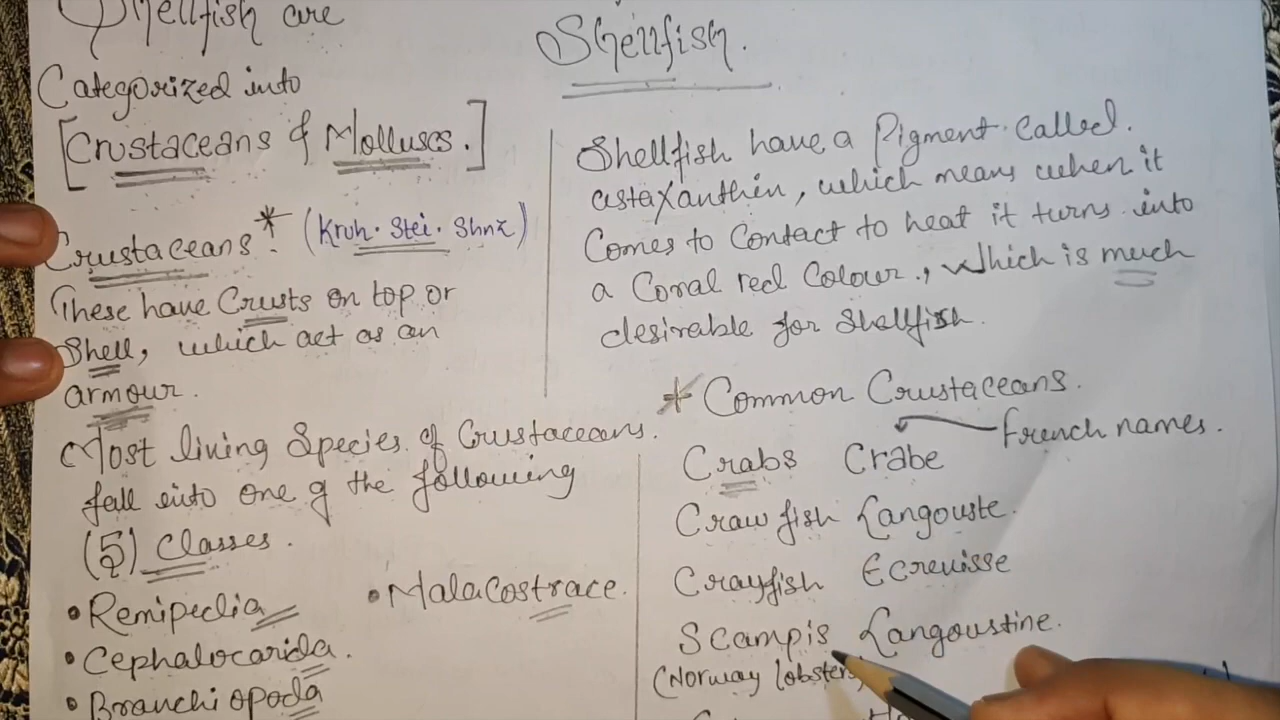 Shellfish are
Categorized into
[Crustaceans & Molluscs.]
Crustaceans*: (Kruh. Stei. Shnz)
These have Crusts on top or
Shell, which act as an
armour.
Most living Species of Crustaceans.
fall into one of the following
(5) Classes.
• Remipedia
• Cephalocarida.
• Branchiopoda
• Malacostrace.
Shellfish.
Shellfish have a Pigment called.
astaxanthin, which means when it
Comes to Contact to heat it turns into
a Coral red Colour., which is much
desirable for Shellfish.
* Common Crustaceans.
French names.
Crabs Crabe
Craw fish Langouste.
Crayfish Ecrevisse
Scampis Langoustine.
(Norway lobsters)